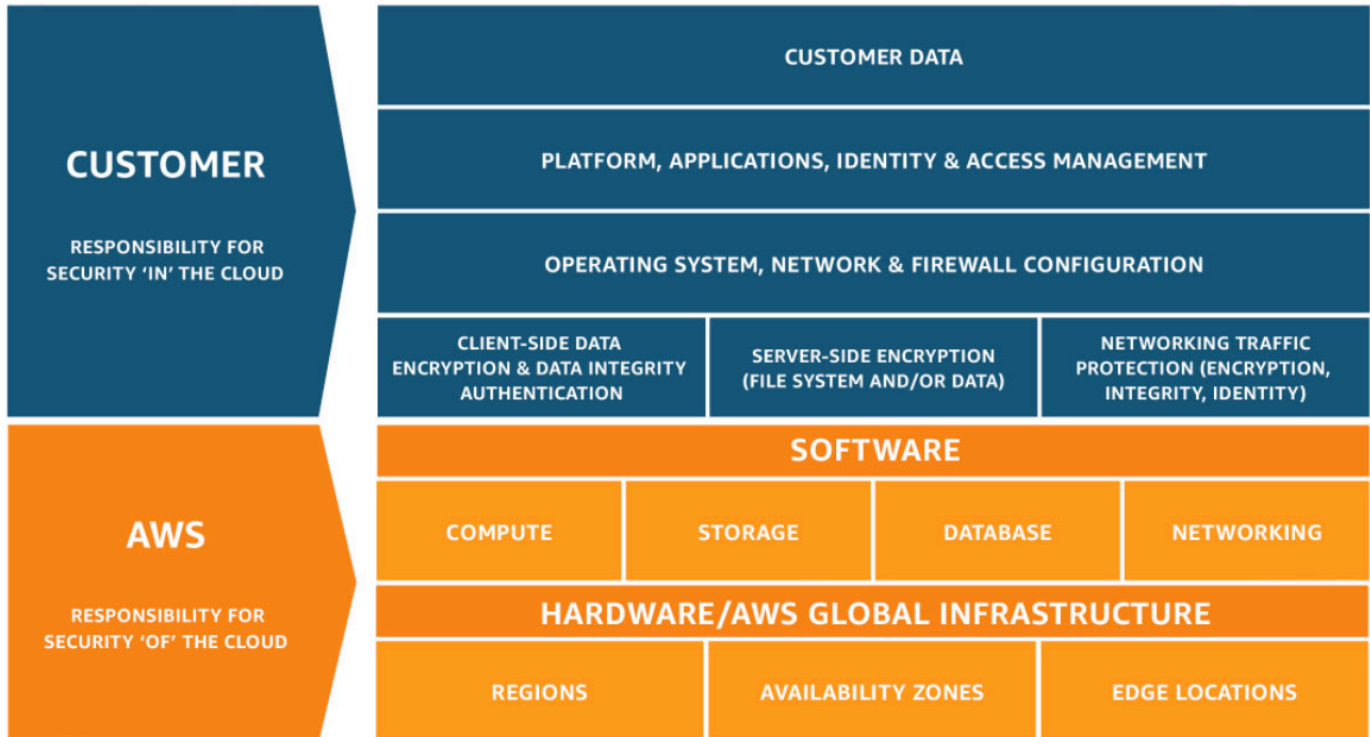 CUSTOMER
RESPONSIBILITY FOR
SECURITY ‘IN’ THE CLOUD
CUSTOMER DATA
PLATFORM, APPLICATIONS, IDENTITY & ACCESS MANAGEMENT
OPERATING SYSTEM, NETWORK & FIREWALL CONFIGURATION
CLIENT-SIDE DATA
ENCRYPTION & DATA INTEGRITY
AUTHENTICATION
SERVER-SIDE ENCRYPTION
(FILE SYSTEM AND/OR DATA)
NETWORKING TRAFFIC
PROTECTION (ENCRYPTION,
INTEGRITY, IDENTITY)
AWS
RESPONSIBILITY FOR
SECURITY ‘OF’ THE CLOUD
SOFTWARE
COMPUTE
STORAGE
DATABASE
NETWORKING
HARDWARE/AWS GLOBAL INFRASTRUCTURE
REGIONS
AVAILABILITY ZONES
EDGE LOCATIONS